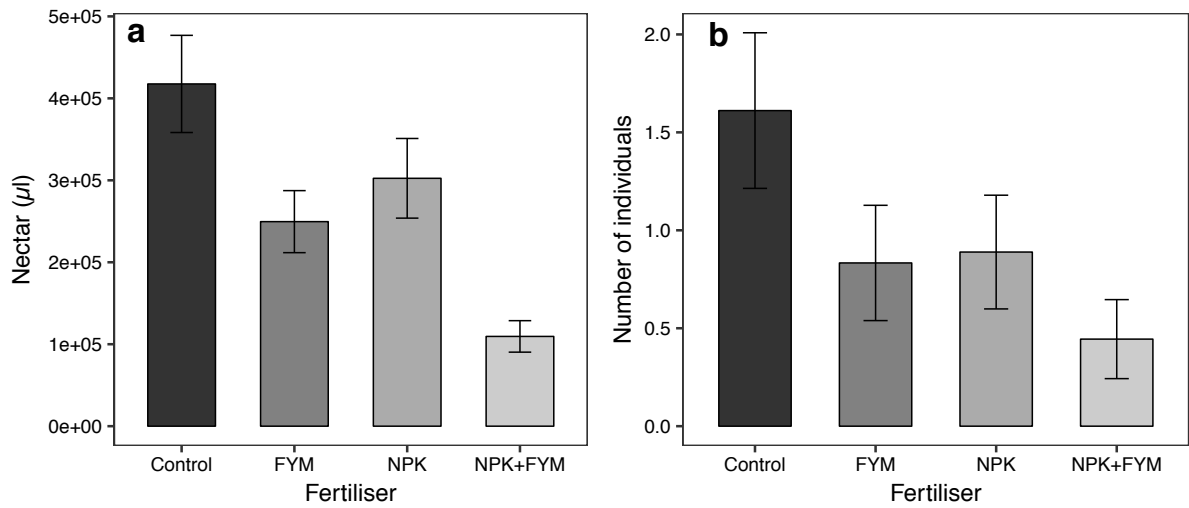 a
Nectar (µl)
5e+05
4e+05
3e+05
2e+05
1e+05
0e+00
Control FYM NPK NPK+FYM
Fertiliser
b
Number of individuals
2.0
1.5
1.0
0.5
0.0
Control FYM NPK NPK+FYM
Fertiliser